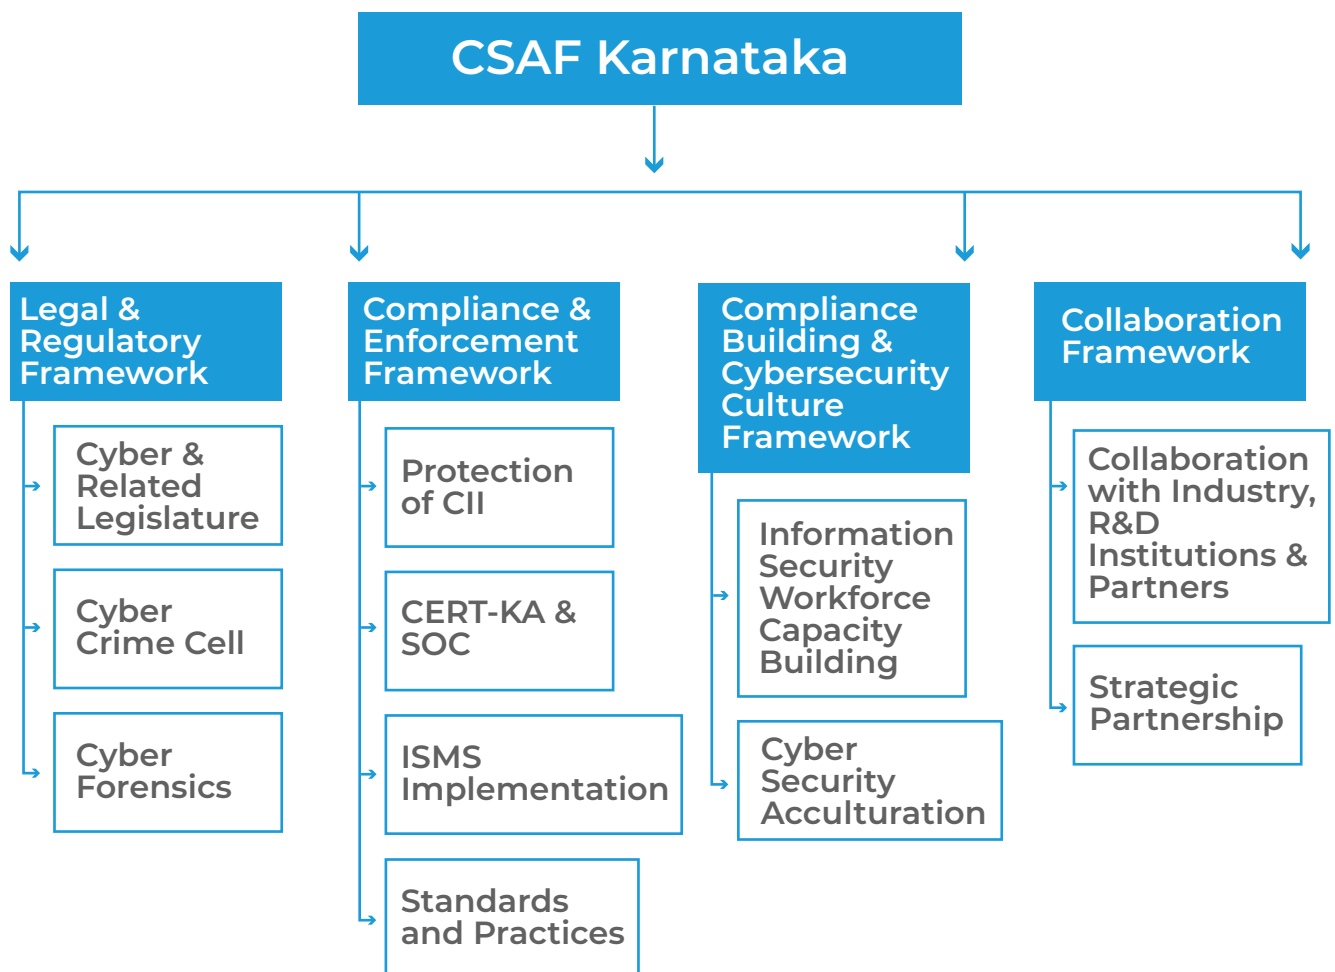 CSAF Karnataka
Legal &
Regulatory
Framework
Cyber &
Related
Legislature
Cyber
Crime Cell
Cyber
Forensics
Compliance &
Enforcement
Framework
Protection
of CII
CERT-KA &
SOC
ISMS
Implementation
Standards
and Practices
Compliance
Building &
Cybersecurity
Culture
Framework
Information
Security
Workforce
Capacity
Building
Cyber
Security
Acculturation
Collaboration
Framework
Collaboration
with Industry,
R&D
Institutions &
Partners
Strategic
Partnership